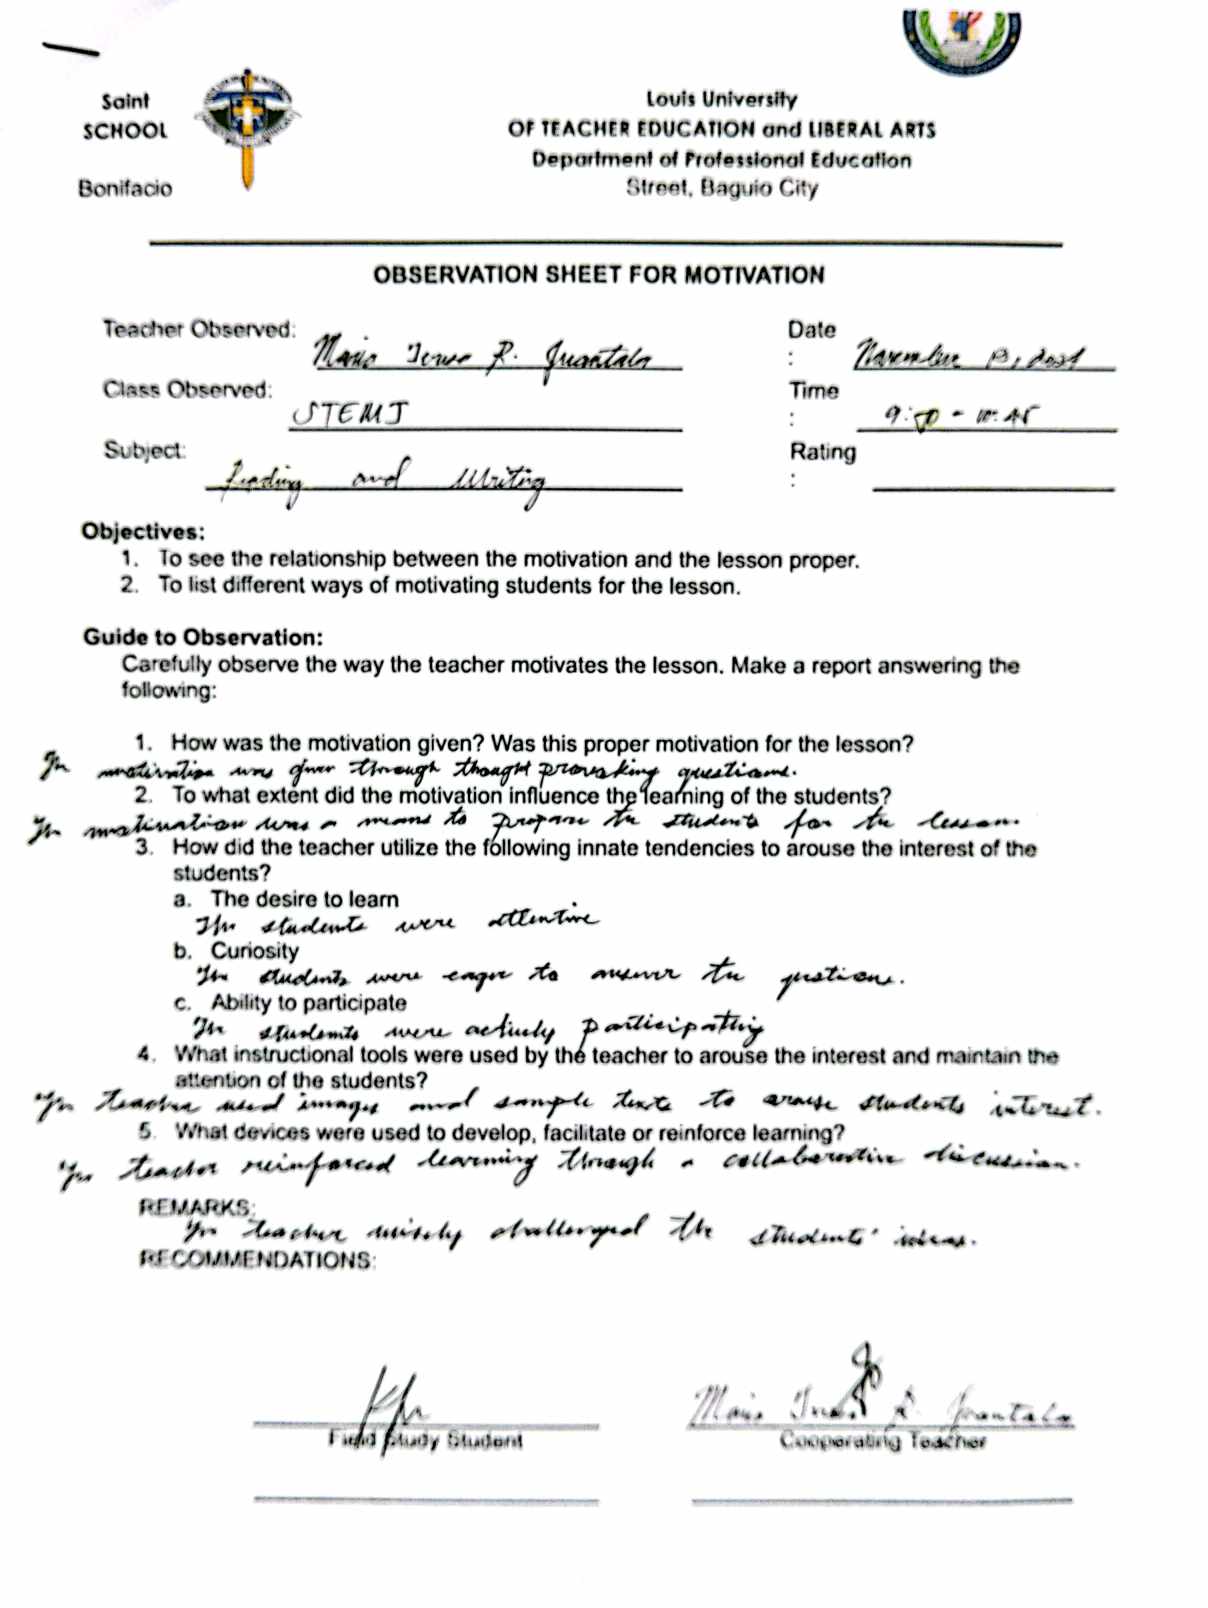 Saint Louis University
SCHOOL OF TEACHER EDUCATION and LIBERAL ARTS
Department of Professional Education
Bonifacio Street, Baguio City
OBSERVATION SHEET FOR MOTIVATION
Teacher Observed: Maria R.
Date : November
Class Observed: STEM
Time : - 10:45
Subject: Reading and Writing
Rating :
Objectives:
1. To see the relationship between the motivation and the lesson proper.
2. To list different ways of motivating students for the lesson.
Guide to Observation:
Carefully observe the way the teacher motivates the lesson. Make a report answering the
following:
1. How was the motivation given? Was this proper motivation for the lesson?
The motivation was given through thought provoking questions.
2. To what extent did the motivation influence the learning of the students?
The motivation was a means to prepare the students for the lesson.
3. How did the teacher utilize the following innate tendencies to arouse the interest of the
students?
a. The desire to learn
The students were attentive
b. Curiosity
The students were eager to answer the questions.
c. Ability to participate
The students were actively participating
4. What instructional tools were used by the teacher to arouse the interest and maintain the
attention of the students?
The teacher used images and sample texts to arouse students interest.
5. What devices were used to develop, facilitate or reinforce learning?
The teacher reinforced learning through a collaborative discussion.
REMARKS:
The teacher wisely challenged the students' ideas.
RECOMMENDATIONS:
Maria R.
Field Study Student
Cooperating Teacher